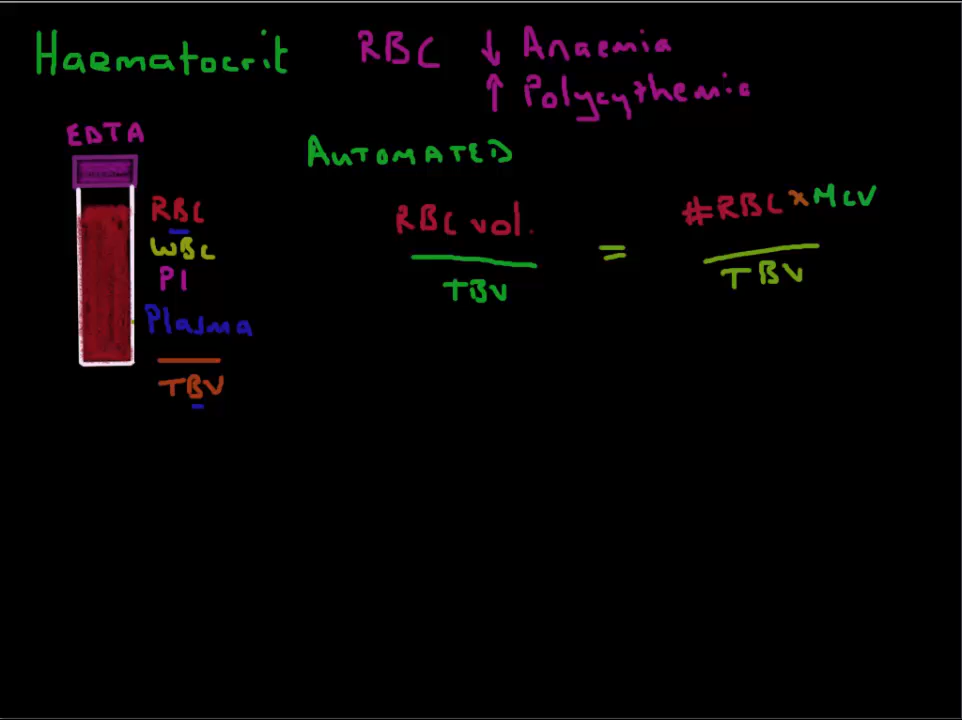 Haematocrit
RBC ↓ Anaemia
↑ Polycythemia
EDTA
AUTOMATED
RBC
WBC
Pl
Plasma
TBV
RBC vol.
TBV
=
#RBC x MCV
TBV